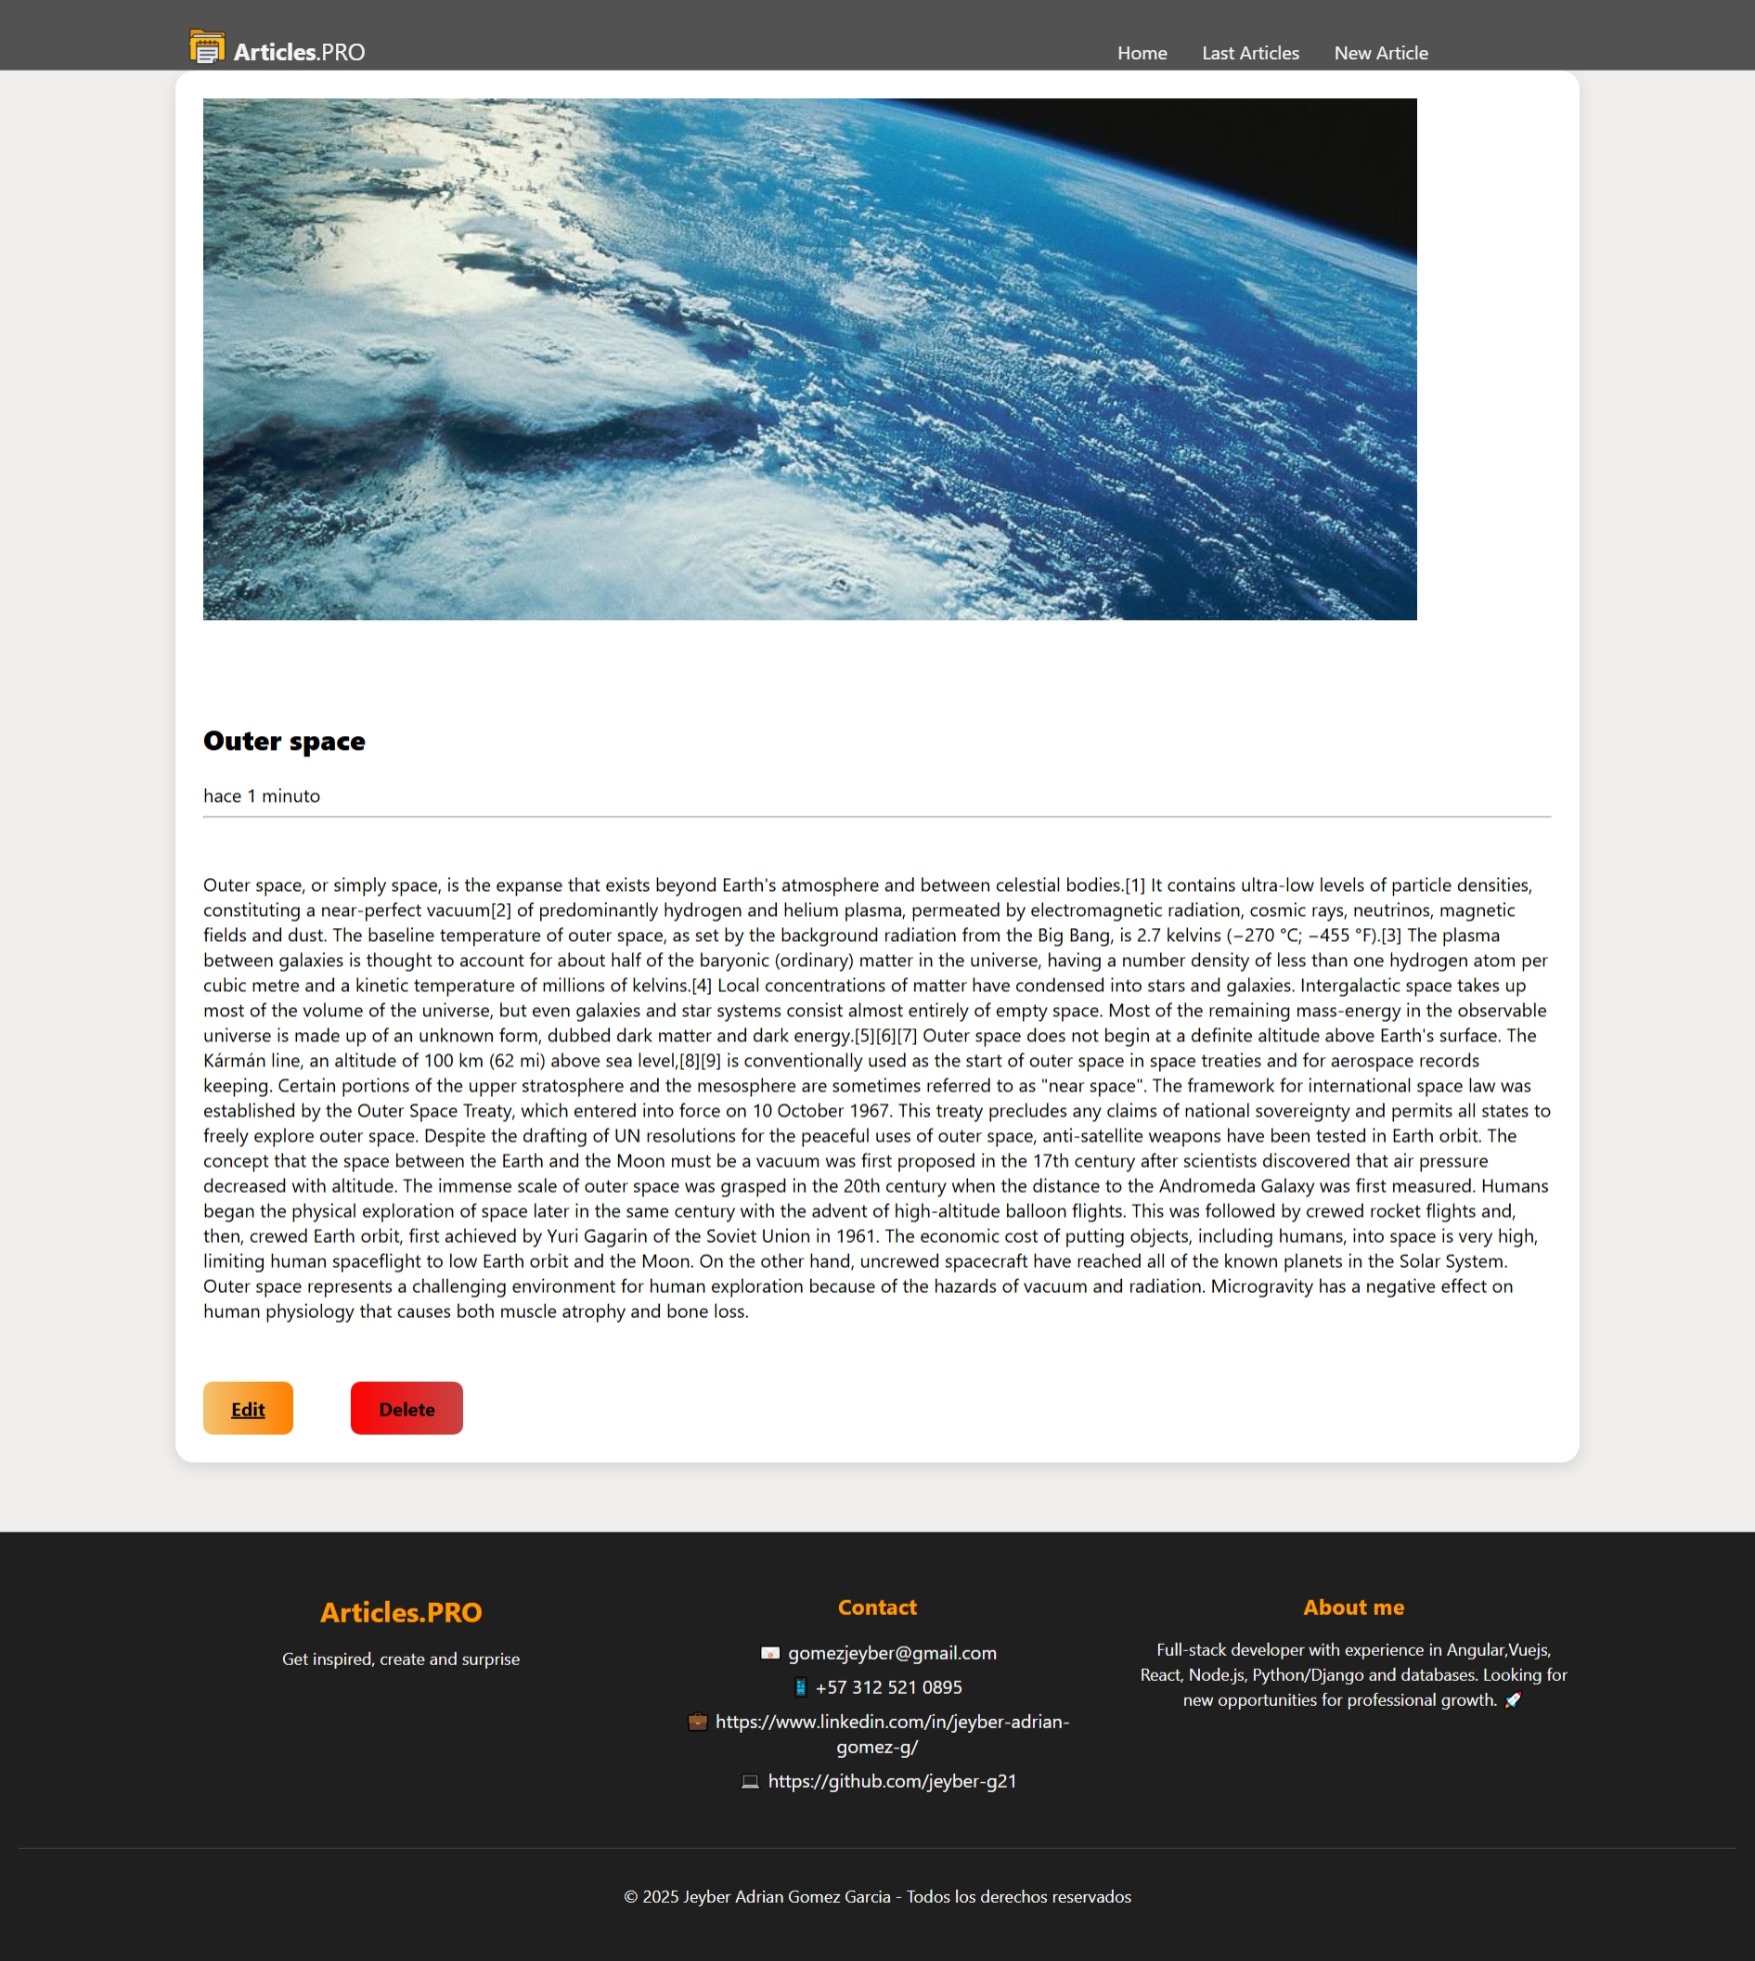 Articles.PRO
Home Last Articles New Article
Outer space
hace 1 minuto
Outer space, or simply space, is the expanse that exists beyond Earth's atmosphere and between celestial bodies.[1] It contains ultra-low levels of particle densities,
constituting a near-perfect vacuum[2] of predominantly hydrogen and helium plasma, permeated by electromagnetic radiation, cosmic rays, neutrinos, magnetic
fields and dust. The baseline temperature of outer space, as set by the background radiation from the Big Bang, is 2.7 kelvins (−270 °C; −455 °F).[3] The plasma
between galaxies is thought to account for about half of the baryonic (ordinary) matter in the universe, having a number density of less than one hydrogen atom per
cubic metre and a kinetic temperature of millions of kelvins.[4] Local concentrations of matter have condensed into stars and galaxies. Intergalactic space takes up
most of the volume of the universe, but even galaxies and star systems consist almost entirely of empty space. Most of the remaining mass-energy in the observable
universe is made up of an unknown form, dubbed dark matter and dark energy.[5][6][7] Outer space does not begin at a definite altitude above Earth's surface. The
Kármán line, an altitude of 100 km (62 mi) above sea level,[8][9] is conventionally used as the start of outer space in space treaties and for aerospace records
keeping. Certain portions of the upper stratosphere and the mesosphere are sometimes referred to as "near space". The framework for international space law was
established by the Outer Space Treaty, which entered into force on 10 October 1967. This treaty precludes any claims of national sovereignty and permits all states to
freely explore outer space. Despite the drafting of UN resolutions for the peaceful uses of outer space, anti-satellite weapons have been tested in Earth orbit. The
concept that the space between the Earth and the Moon must be a vacuum was first proposed in the 17th century after scientists discovered that air pressure
decreased with altitude. The immense scale of outer space was grasped in the 20th century when the distance to the Andromeda Galaxy was first measured. Humans
began the physical exploration of space later in the same century with the advent of high-altitude balloon flights. This was followed by crewed rocket flights and,
then, crewed Earth orbit, first achieved by Yuri Gagarin of the Soviet Union in 1961. The economic cost of putting objects, including humans, into space is very high,
limiting human spaceflight to low Earth orbit and the Moon. On the other hand, uncrewed spacecraft have reached all of the known planets in the Solar System.
Outer space represents a challenging environment for human exploration because of the hazards of vacuum and radiation. Microgravity has a negative effect on
human physiology that causes both muscle atrophy and bone loss.
Edit Delete
Articles.PRO
Get inspired, create and surprise
Contact
📧 gomezjeyber@gmail.com
📱 +57 312 521 0895
💼 https://www.linkedin.com/in/jeyber-adrian-
gomez-g/
💻 https://github.com/jeyber-g21
About me
Full-stack developer with experience in Angular,Vuejs,
React, Node.js, Python/Django and databases. Looking for
new opportunities for professional growth. 🚀
© 2025 Jeyber Adrian Gomez Garcia - Todos los derechos reservados